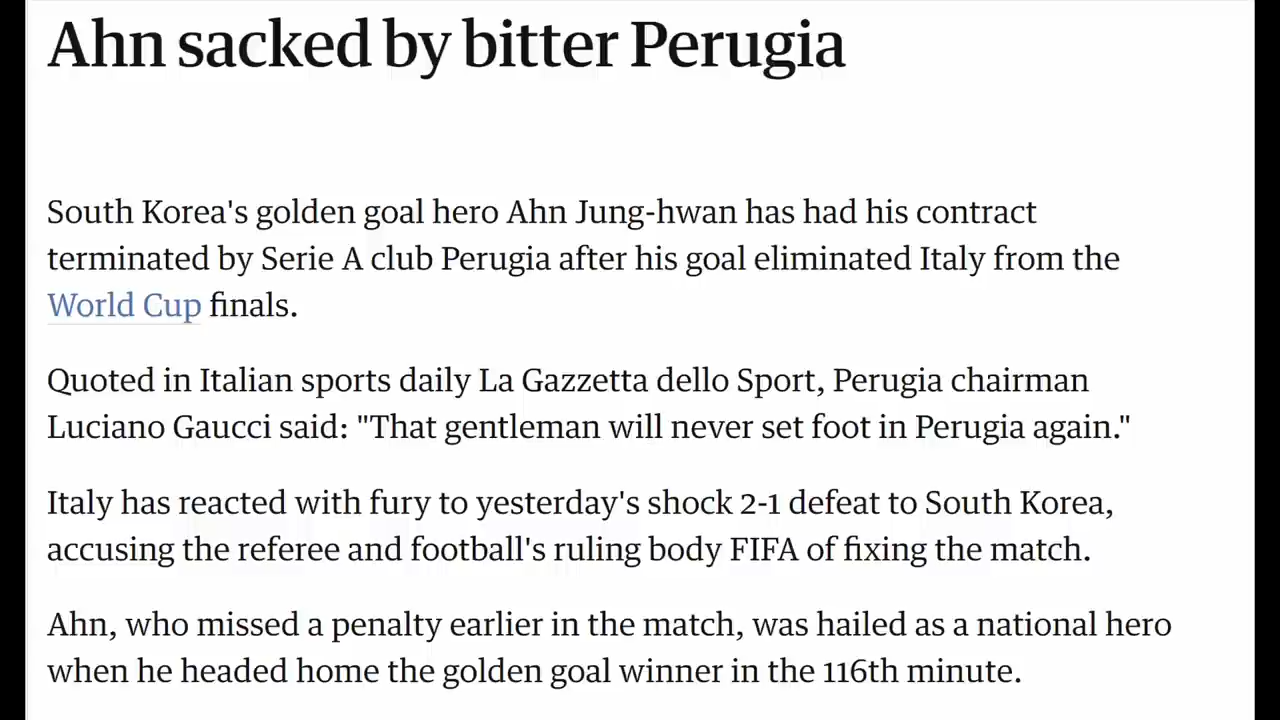 Ahn sacked by bitter Perugia
South Korea's golden goal hero Ahn Jung-hwan has had his contract
terminated by Serie A club Perugia after his goal eliminated Italy from the
World Cup finals.
Quoted in Italian sports daily La Gazzetta dello Sport, Perugia chairman
Luciano Gaucci said: "That gentleman will never set foot in Perugia again."
Italy has reacted with fury to yesterday's shock 2-1 defeat to South Korea,
accusing the referee and football's ruling body FIFA of fixing the match.
Ahn, who missed a penalty earlier in the match, was hailed as a national hero
when he headed home the golden goal winner in the 116th minute.